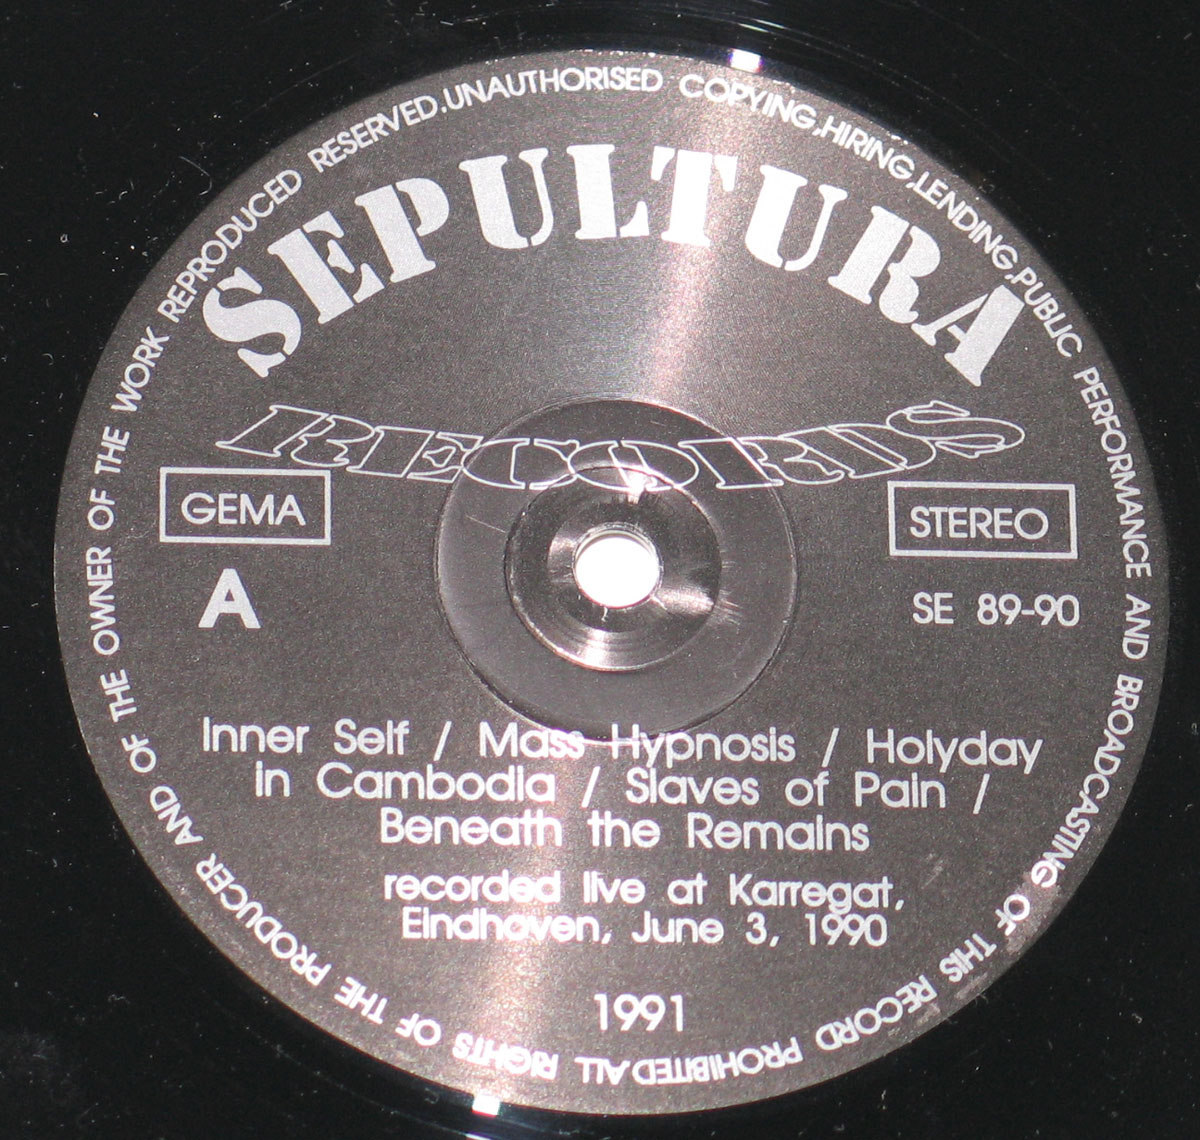 ALL RIGHTS OF THE PRODUCER AND OF THE OWNER OF THE WORK REPRODUCED RESERVED.UNAUTHORISED COPYING,HIRING,LENDING,PUBLIC PERFORMANCE AND BROADCASTING OF THIS RECORD PROHIBITED
SEPULTURA
RECORDS
GEMA
STEREO
A
SE 89-90
Inner Self / Mass Hypnosis / Holyday
in Cambodia / Slaves of Pain /
Beneath the Remains
recorded live at Karregat,
Eindhoven, June 3, 1990
1991